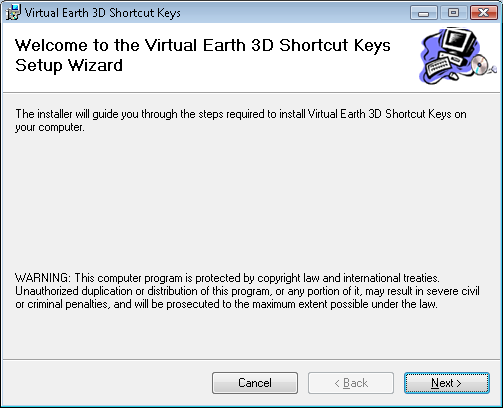 Virtual Earth 3D Shortcut Keys
Welcome to the Virtual Earth 3D Shortcut Keys
Setup Wizard
The installer will guide you through the steps required to install Virtual Earth 3D Shortcut Keys on
your computer.
WARNING: This computer program is protected by copyright law and international treaties.
Unauthorized duplication or distribution of this program, or any portion of it, may result in severe civil
or criminal penalties, and will be prosecuted to the maximum extent possible under the law.
Cancel < Back Next >